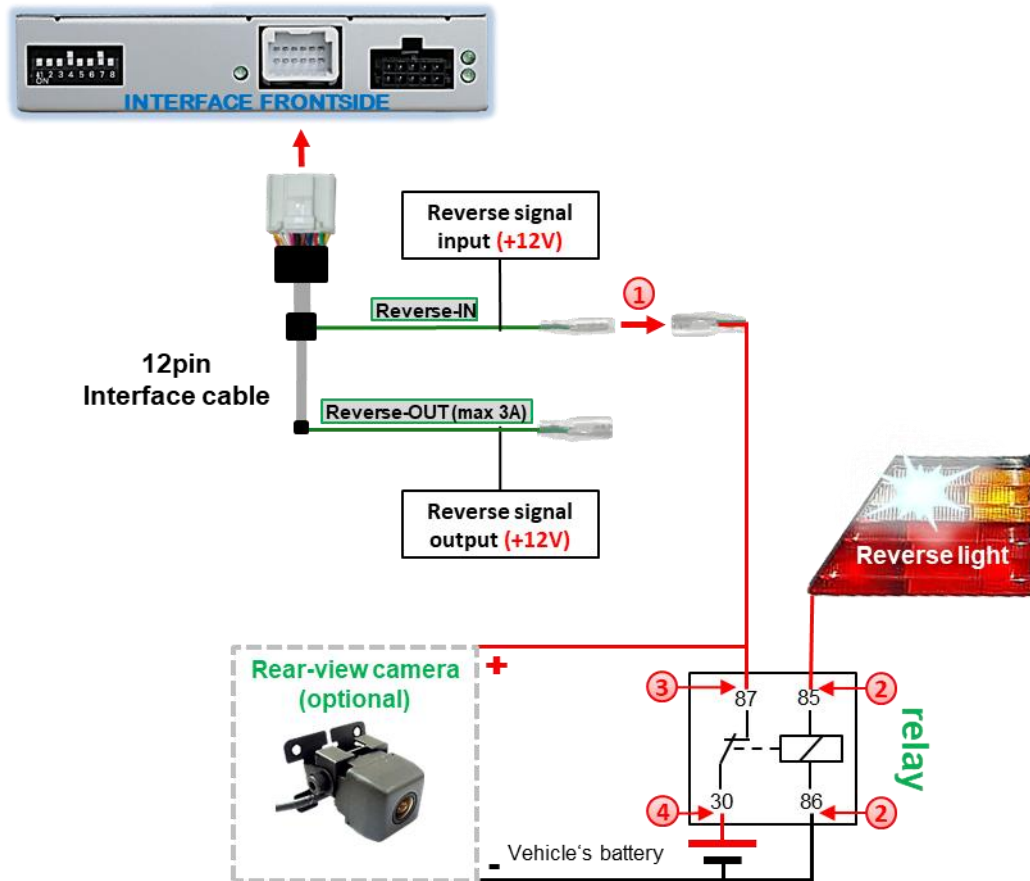 ON
1 2 3 4 5 6 7 8
INTERFACE FRONTSIDE
Reverse signal
input (+12V)
1
Reverse-IN
12pin
Interface cable
Reverse-OUT (max 3A)
Reverse signal
output (+12V)
Reverse light
Rear-view camera
(optional)
+
3
87
85
2
relay
4
30
86
2
-
Vehicle‘s battery